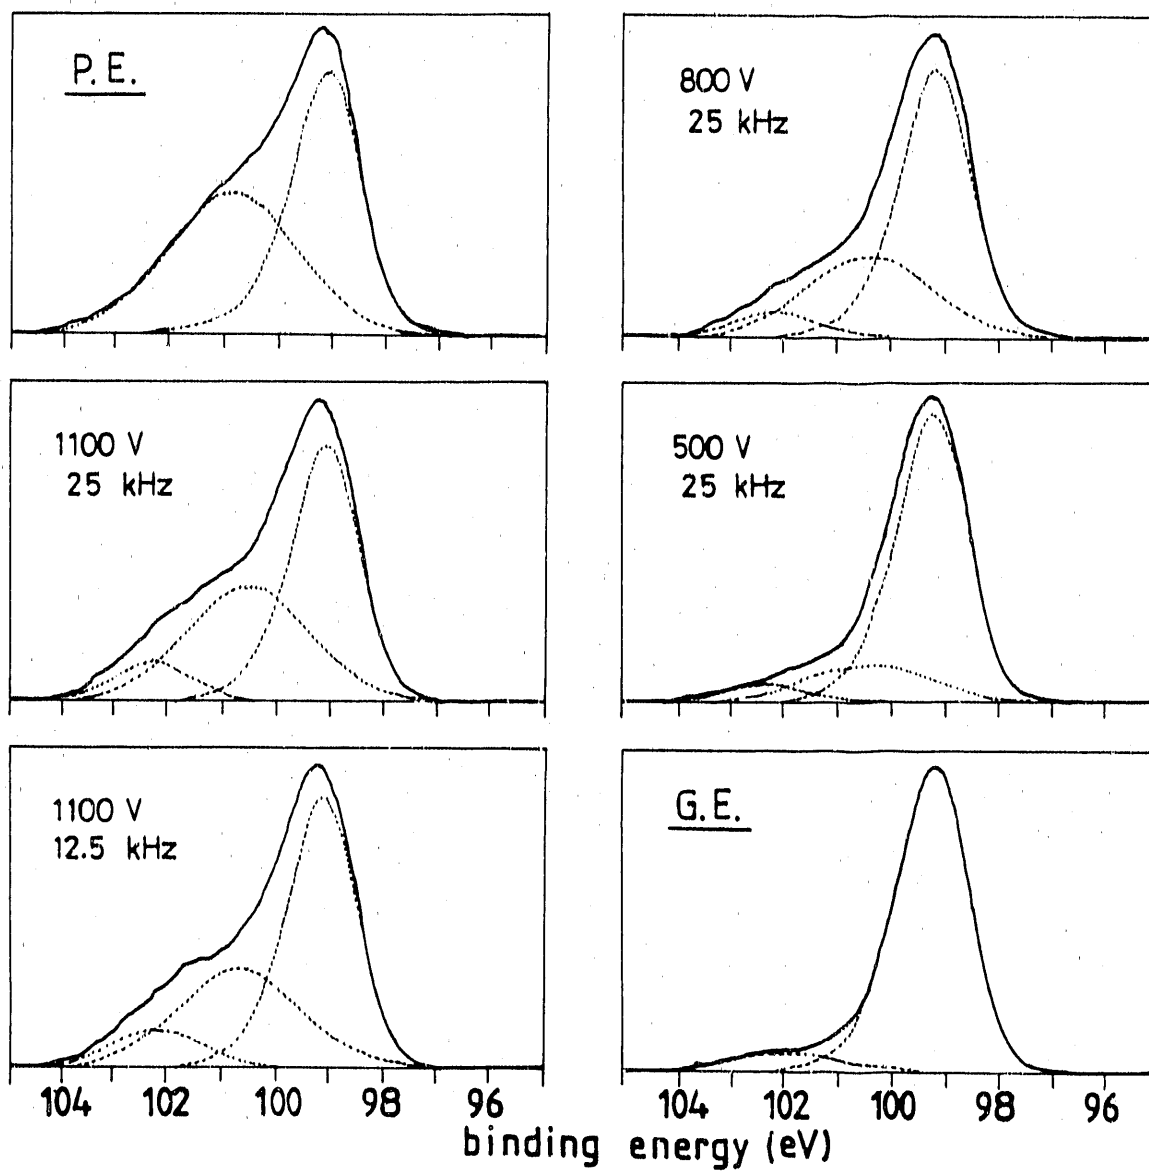 P.E.
800 V
25 kHz
1100 V
25 kHz
500 V
25 kHz
1100 V
12.5 kHz
G.E.
104 102 100 98 96
104 102 100 98 96
binding energy (eV)